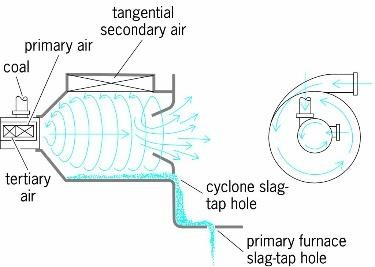 tangential
secondary air
primary air
coal
tertiary
air
cyclone slag-
tap hole
primary furnace
slag-tap hole